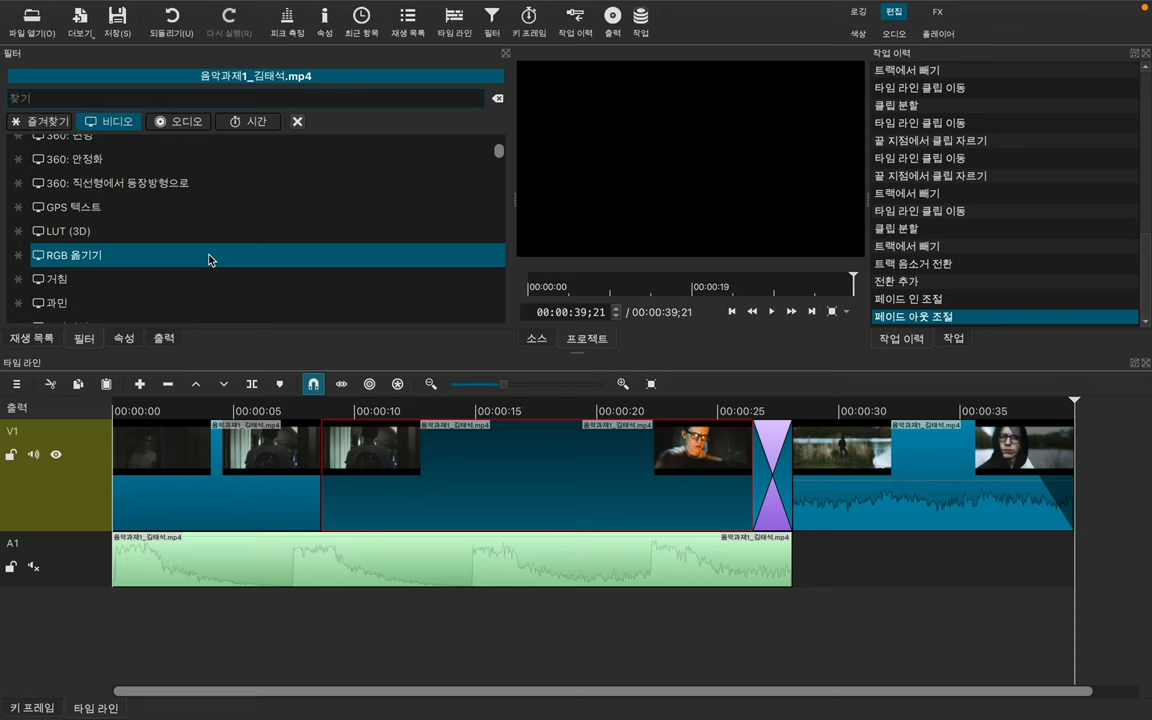 파일 열기(O) 더보기 저장(S) 되돌리기(U) 다시 실행(R) 피크 측정 속성 최근 항목 재생 목록 타임 라인 필터 키 프레임 작업 이력 출력 작업
로깅 편집 FX
색상 오디오 플레이어
필터
음악과제1_김태석.mp4
찾기
즐겨찾기 비디오 오디오 시간
360: 안정화
360: 직선형에서 등장방형으로
GPS 텍스트
LUT (3D)
RGB 옮기기
거침
과민
재생 목록 필터 속성 출력
00:00:00 00:00:19
00:00:39;21 / 00:00:39;21
소스 프로젝트
작업 이력
트랙에서 빼기
타임 라인 클립 이동
클립 분할
타임 라인 클립 이동
끝 지점에서 클립 자르기
타임 라인 클립 이동
끝 지점에서 클립 자르기
트랙에서 빼기
타임 라인 클립 이동
클립 분할
트랙에서 빼기
트랙 음소거 전환
전환 추가
페이드 인 조절
페이드 아웃 조절
작업 이력 작업
타임 라인
출력
00:00:00 00:00:05 00:00:10 00:00:15 00:00:20 00:00:25 00:00:30 00:00:35
V1
음악과제1_김태석.mp4 음악과제1_김태석.mp4 음악과제1_김태석.mp4 음악과제1_김태석.mp4
A1
음악과제1_김태석.mp4 음악과제1_김태석.mp4
키 프레임 타임 라인